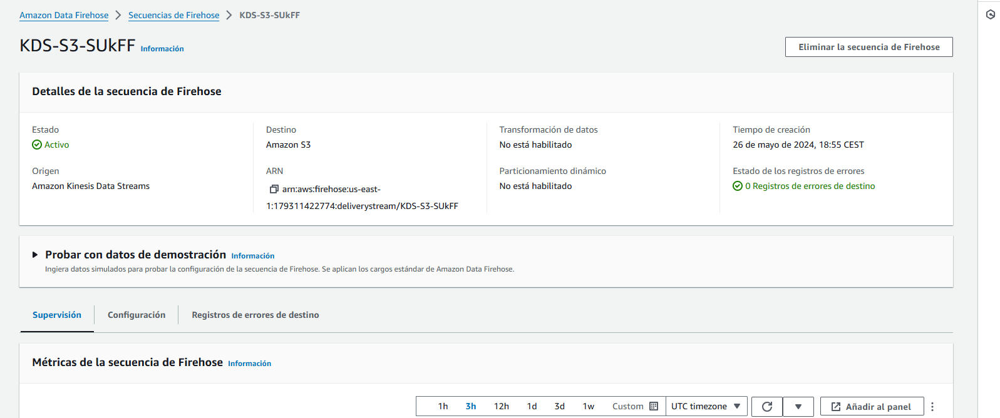 Amazon Data Firehose > Secuencias de Firehose > KDS-S3-SUkFF
KDS-S3-SUkFF Información
Eliminar la secuencia de Firehose
Detalles de la secuencia de Firehose
Estado
Activo
Origen
Amazon Kinesis Data Streams
Destino
Amazon S3
ARN
arn:aws:firehose:us-east-
1:179311422774:deliverystream/KDS-S3-SUkFF
Transformación de datos
No está habilitado
Particionamiento dinámico
No está habilitado
Tiempo de creación
26 de mayo de 2024, 18:55 CEST
Estado de los registros de errores
0 Registros de errores de destino
Probar con datos de demostración Información
Ingiera datos simulados para probar la configuración de la secuencia de Firehose. Se aplican los cargos estándar de Amazon Data Firehose.
Supervisión Configuración Registros de errores de destino
Métricas de la secuencia de Firehose Información
1h 3h 12h 1d 3d 1w Custom UTC timezone Añadir al panel